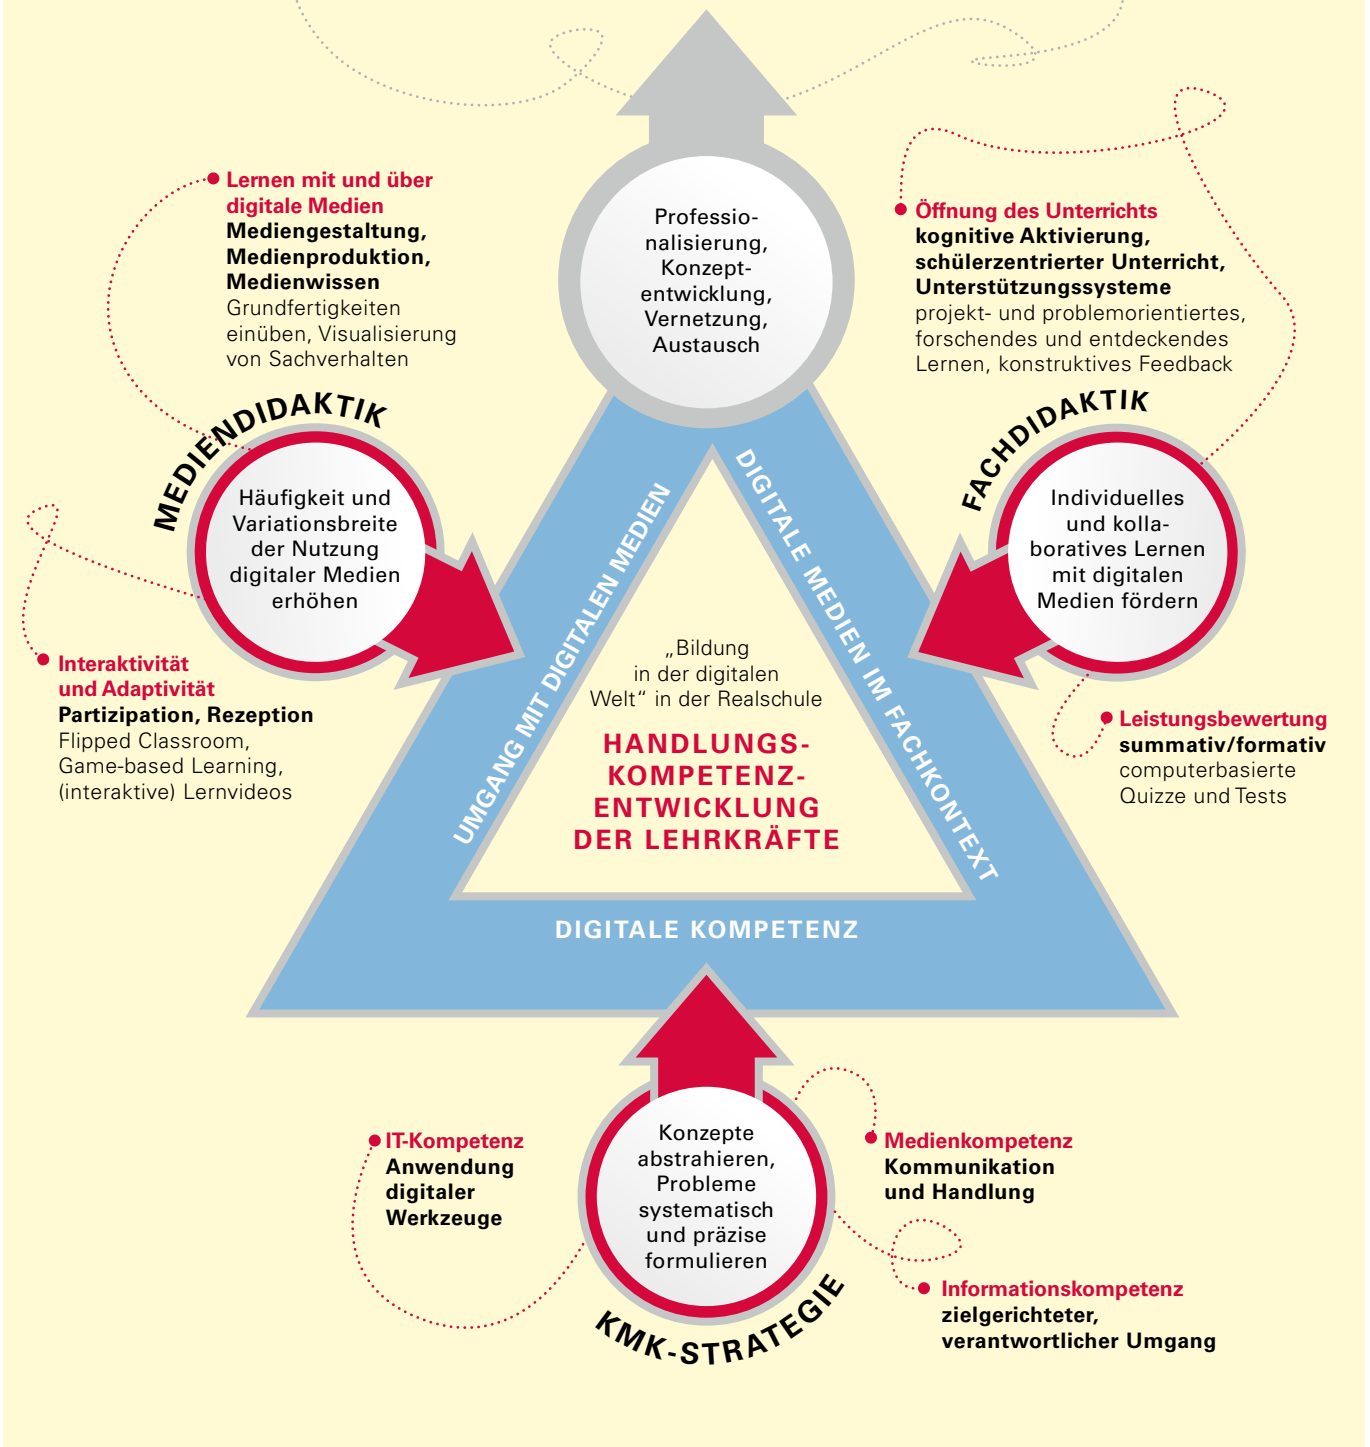 Professio-
nalisierung,
Konzept-
entwicklung,
Vernetzung,
Austausch
Lernen mit und über
digitale Medien
Mediengestaltung,
Medienproduktion,
Medienwissen
Grundfertigkeiten
einüben, Visualisierung
von Sachverhalten
Öffnung des Unterrichts
kognitive Aktivierung,
schülerzentrierter Unterricht,
Unterstützungssysteme
projekt- und problemorientiertes,
forschendes und entdeckendes
Lernen, konstruktives Feedback
MEDIENDIDAKTIK
Häufigkeit und
Variationsbreite
der Nutzung
digitaler Medien
erhöhen
FACHDIDAKTIK
Individuelles
und kolla-
boratives Lernen
mit digitalen
Medien fördern
Interaktivität
und Adaptivität
Partizipation, Rezeption
Flipped Classroom,
Game-based Learning,
(interaktive) Lernvideos
UMGANG MIT DIGITALEN MEDIEN
DIGITALE MEDIEN IM FACHKONTEXT
„Bildung
in der digitalen
Welt“ in der Realschule
HANDLUNGS-
KOMPETENZ-
ENTWICKLUNG
DER LEHRKRÄFTE
Leistungsbewertung
summativ/formativ
computerbasierte
Quizze und Tests
DIGITALE KOMPETENZ
IT-Kompetenz
Anwendung
digitaler
Werkzeuge
Konzepte
abstrahieren,
Probleme
systematisch
und präzise
formulieren
KMK-STRATEGIE
Medienkompetenz
Kommunikation
und Handlung
Informationskompetenz
zielgerichteter,
verantwortlicher Umgang